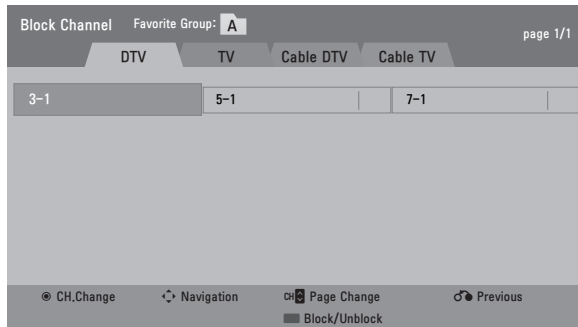 Block Channel Favorite Group: A page 1/1
DTV TV Cable DTV Cable TV
3-1 5-1 7-1
CH.Change Navigation CH Page Change Previous
Block/Unblock